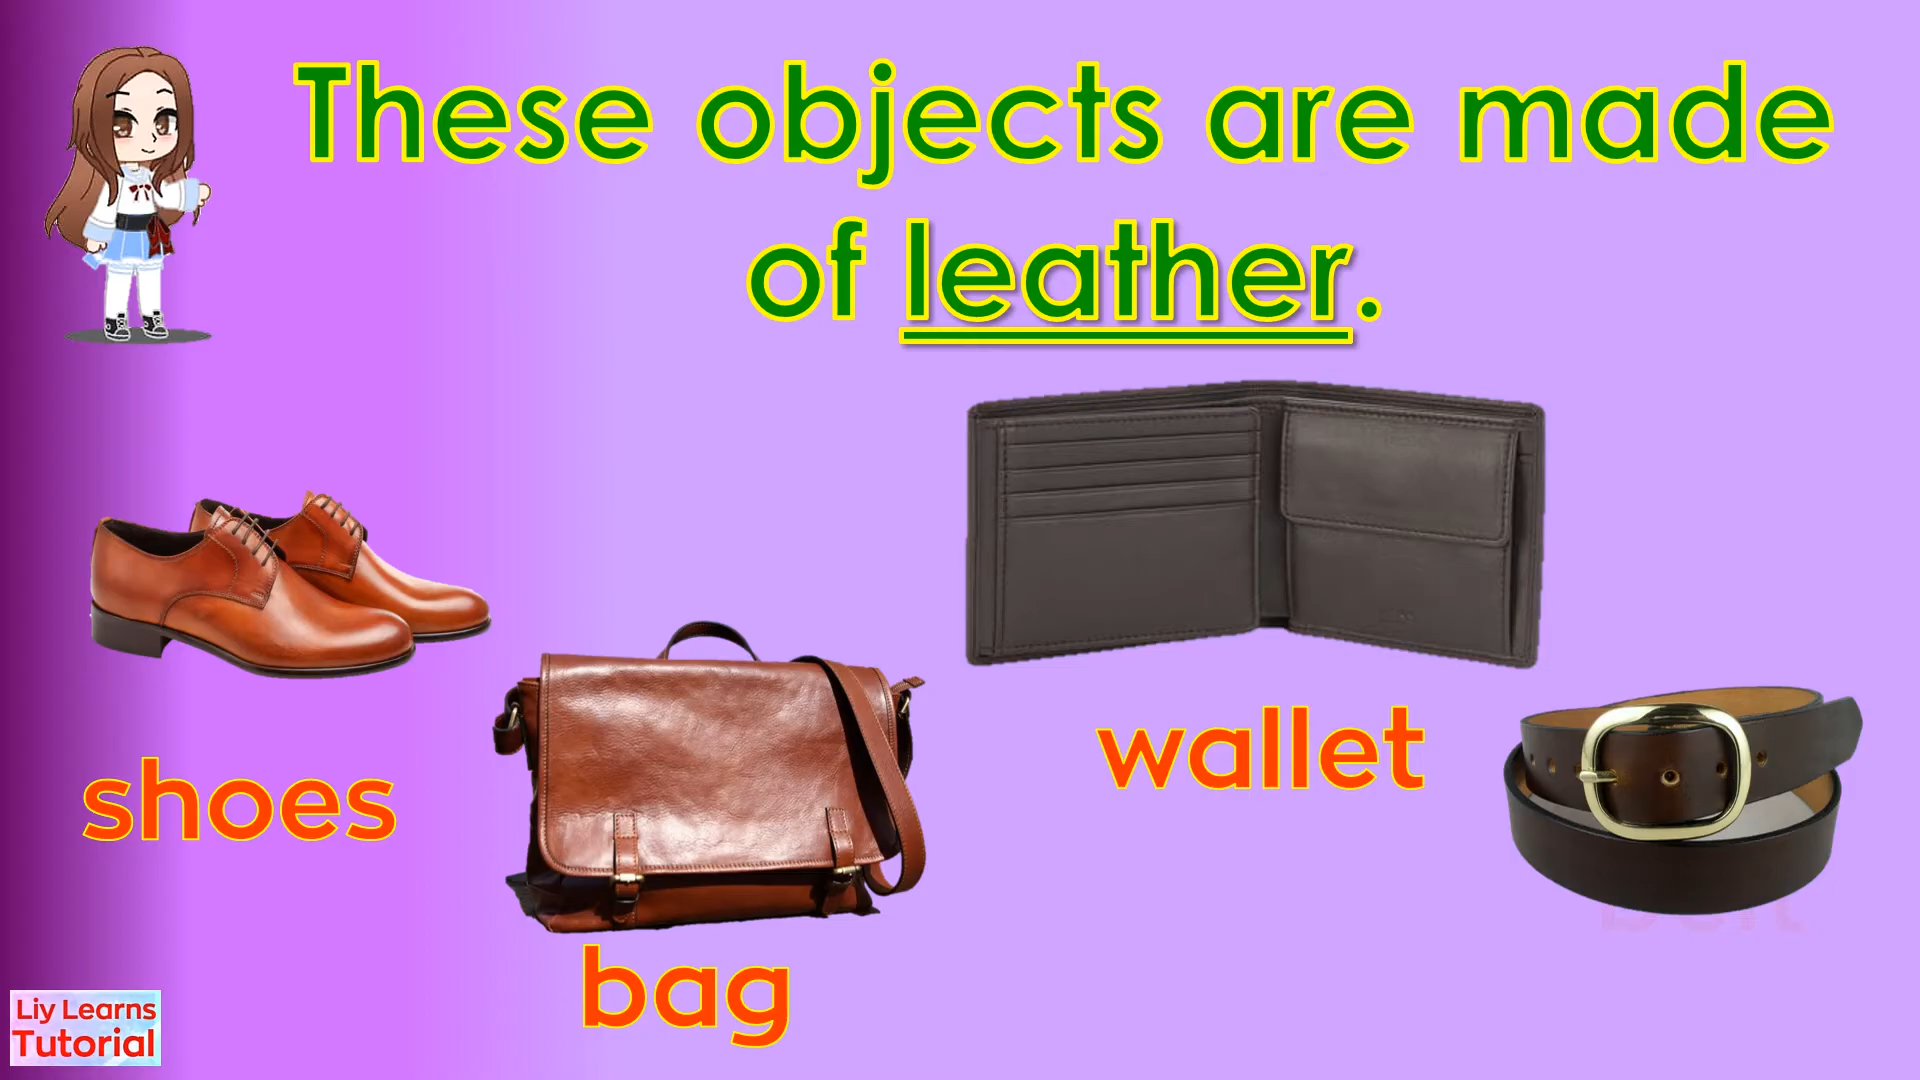 These objects are made
of leather.
shoes
bag
wallet
Liy Learns
Tutorial